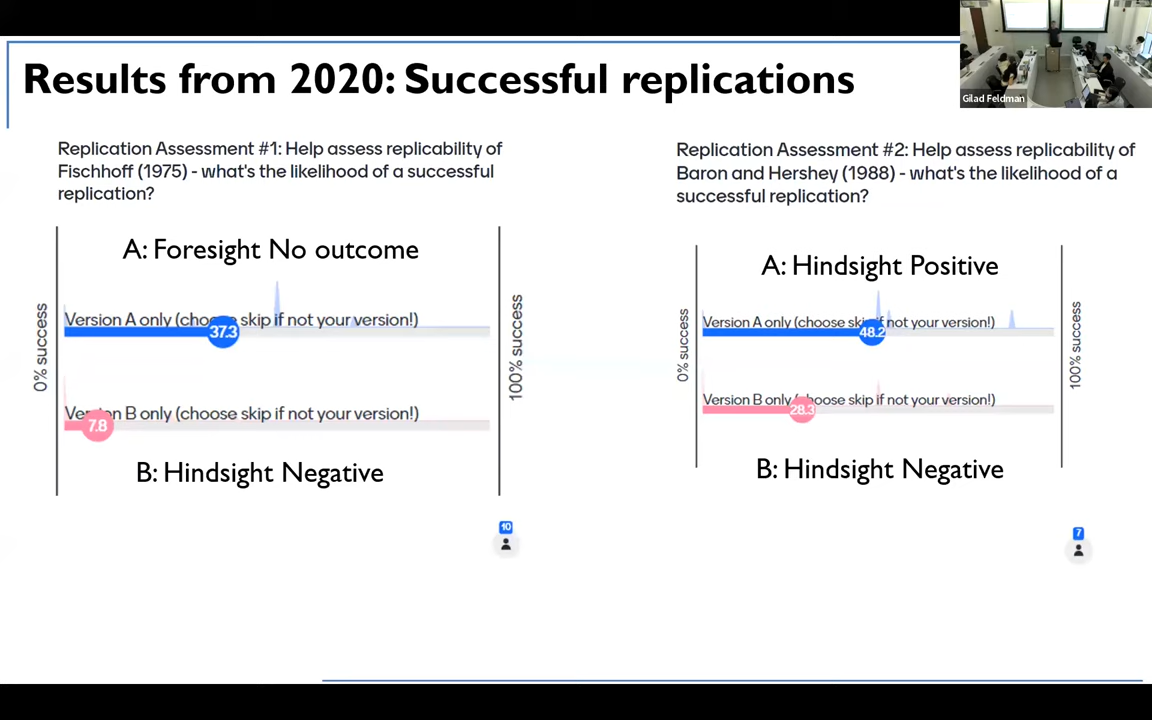 Results from 2020: Successful replications
Gilad Feldman
Replication Assessment #1: Help assess replicability of
Fischhoff (1975) - what's the likelihood of a successful
replication?
A: Foresight No outcome
0% success
100% success
Version A only (choose skip if not your version!)
37.3
Version B only (choose skip if not your version!)
7.8
B: Hindsight Negative
10
Replication Assessment #2: Help assess replicability of
Baron and Hershey (1988) - what's the likelihood of a
successful replication?
A: Hindsight Positive
0% success
100% success
Version A only (choose skip if not your version!)
48.2
Version B only (choose skip if not your version!)
28.3
B: Hindsight Negative
7